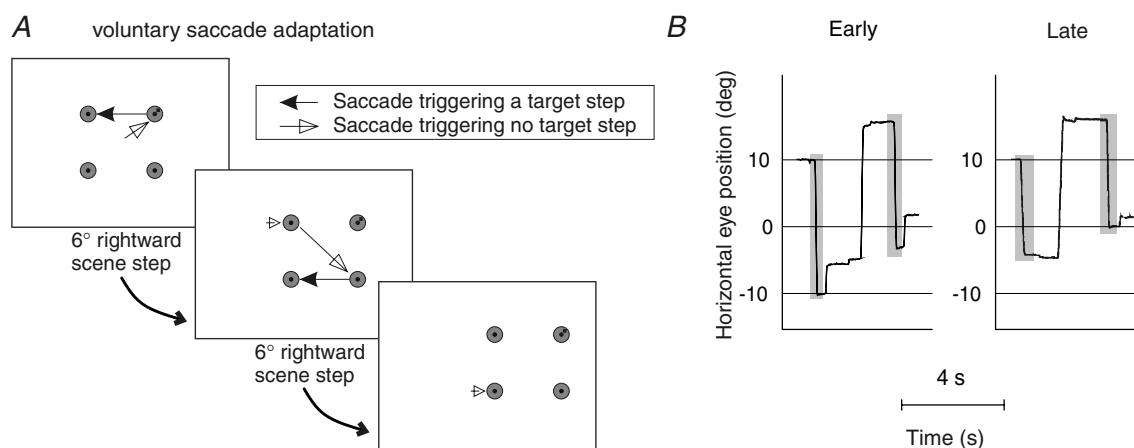 A voluntary saccade adaptation
Saccade triggering a target step
Saccade triggering no target step
6° rightward
scene step
6° rightward
scene step
B
Early
Late
Horizontal eye position (deg)
10
0
-10
10
0
-10
4 s
Time (s)